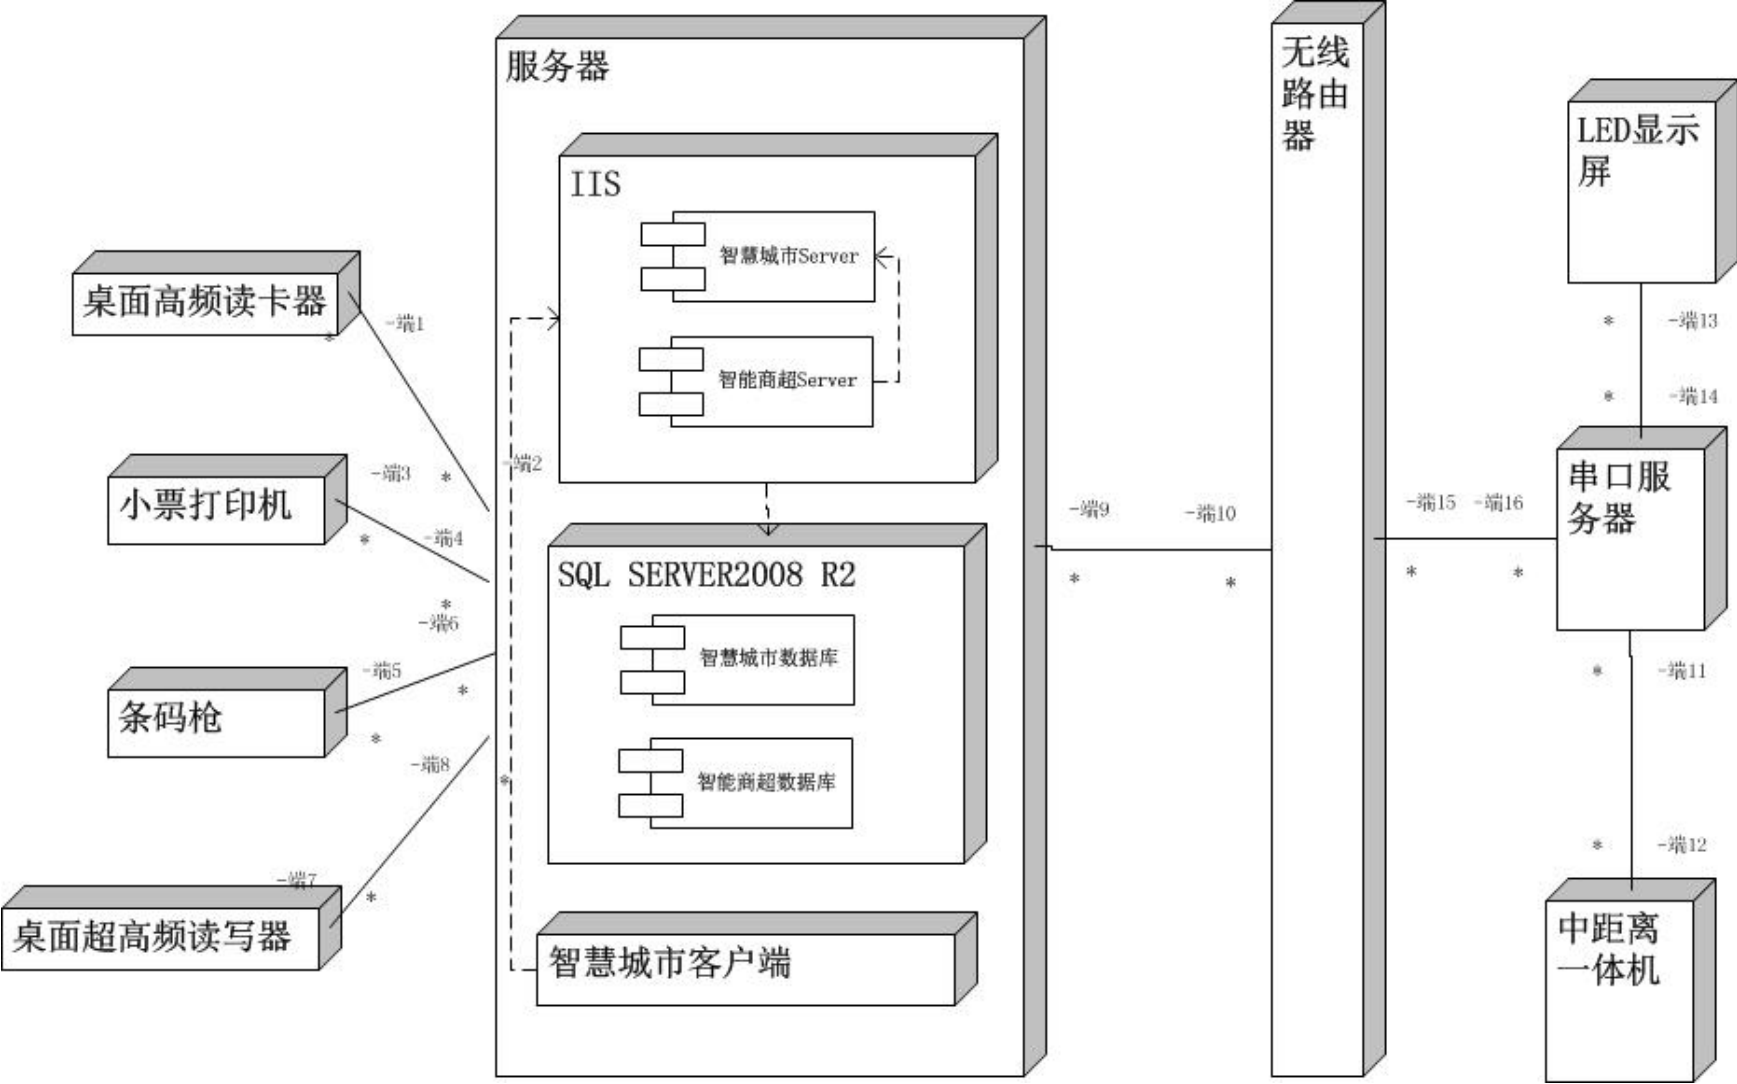 服务器
IIS
智慧城市Server
智能商超Server
SQL SERVER2008 R2
智慧城市数据库
智能商超数据库
智慧城市客户端
桌面高频读卡器
*
-端1
*
-端2
小票打印机
-端3
*
-端4
*
条码枪
-端5
*
-端6
*
桌面超高频读写器
-端7
*
-端8
*
-端9
*
-端10
*
无线
路由
器
-端15
*
-端16
*
LED显示
屏
*
-端13
*
-端14
串口服
务器
*
-端11
*
-端12
中距离
一体机